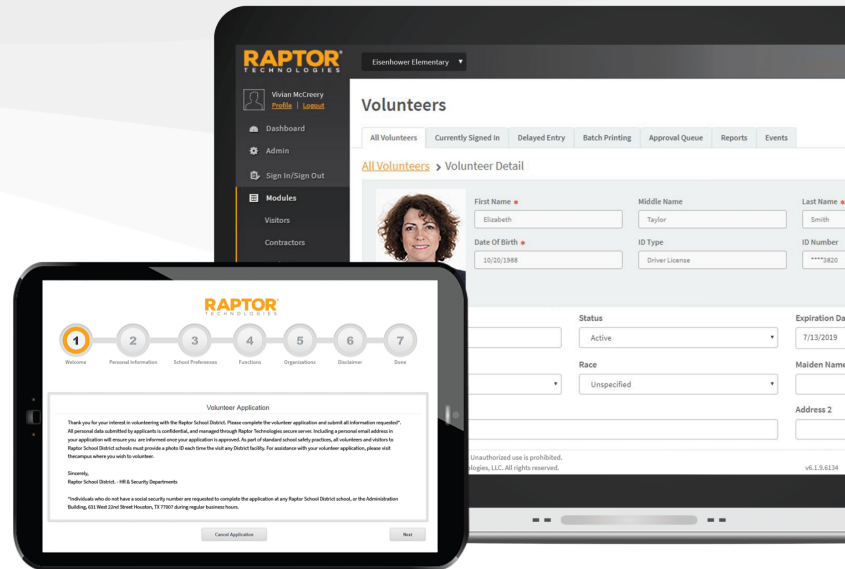 RAPTOR
TECHNOLOGIES
Eisenhower Elementary
Vivian McCreery
Profile | Logout
Dashboard
Admin
Sign In/Sign Out
Modules
Visitors
Contractors
Volunteers
All Volunteers Currently Signed In Delayed Entry Batch Printing Approval Queue Reports Events
All Volunteers > Volunteer Detail
First Name Middle Name Last Name
Elizabeth Taylor Smith
Date Of Birth ID Type ID Number
10/20/1988 Driver License ****3820
Status Expiration Da
Active 7/13/2019
Race Maiden Name
Unspecified
Address 2
Unauthorized use is prohibited.
ologies, LLC. All rights reserved.
v6.1.9.6134
RAPTOR
TECHNOLOGIES
1 2 3 4 5 6 7
Welcome Personal Information School Preferences Functions Organizations Disclaimer Done
Volunteer Application
Thank you for your interest in volunteering with the Raptor School District. Please complete the volunteer application and submit all information requested*.
All personal data submitted by applicants is confidential, and managed through Raptor Technologies secure server. Including a personal email address in
your application will ensure you are informed once your application is approved. As part of standard school safety practices, all volunteers and visitors to
Raptor School District schools must provide a photo ID each time the visit any District facility. For assistance with your volunteer application, please visit
thecampus where you wish to volunteer.
Sincerely,
Raptor School District. - HR & Security Departments
*Individuals who do not have a social security number are requested to complete the application at any Raptor School District school, or the Administration
Building, 631 West 22nd Street Houston, TX 77007 during regular business hours.
Cancel Application Next